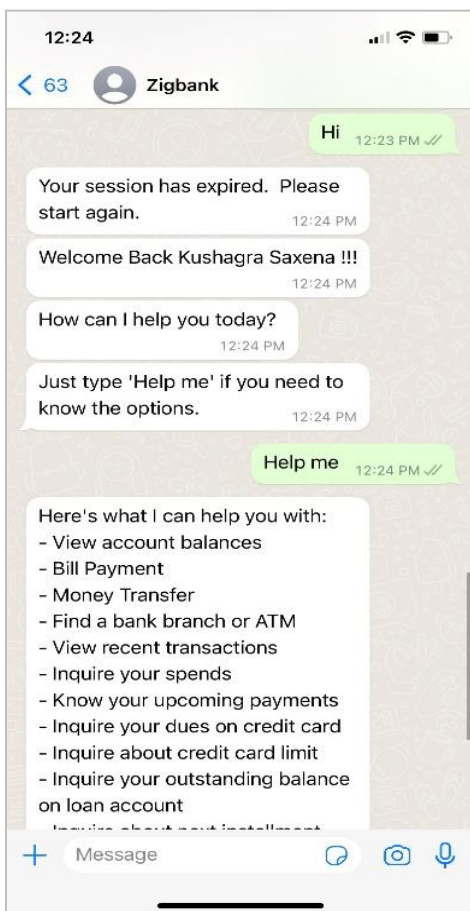 12:24
63 Zigbank
Hi 12:23 PM
Your session has expired.  Please
start again. 12:24 PM
Welcome Back Kushagra Saxena !!!
12:24 PM
How can I help you today?
12:24 PM
Just type 'Help me' if you need to
know the options. 12:24 PM
Help me 12:24 PM
Here's what I can help you with:
- View account balances
- Bill Payment
- Money Transfer
- Find a bank branch or ATM
- View recent transactions
- Inquire your spends
- Know your upcoming payments
- Inquire your dues on credit card
- Inquire about credit card limit
- Inquire your outstanding balance
on loan account
- Inquire about next installment
Message